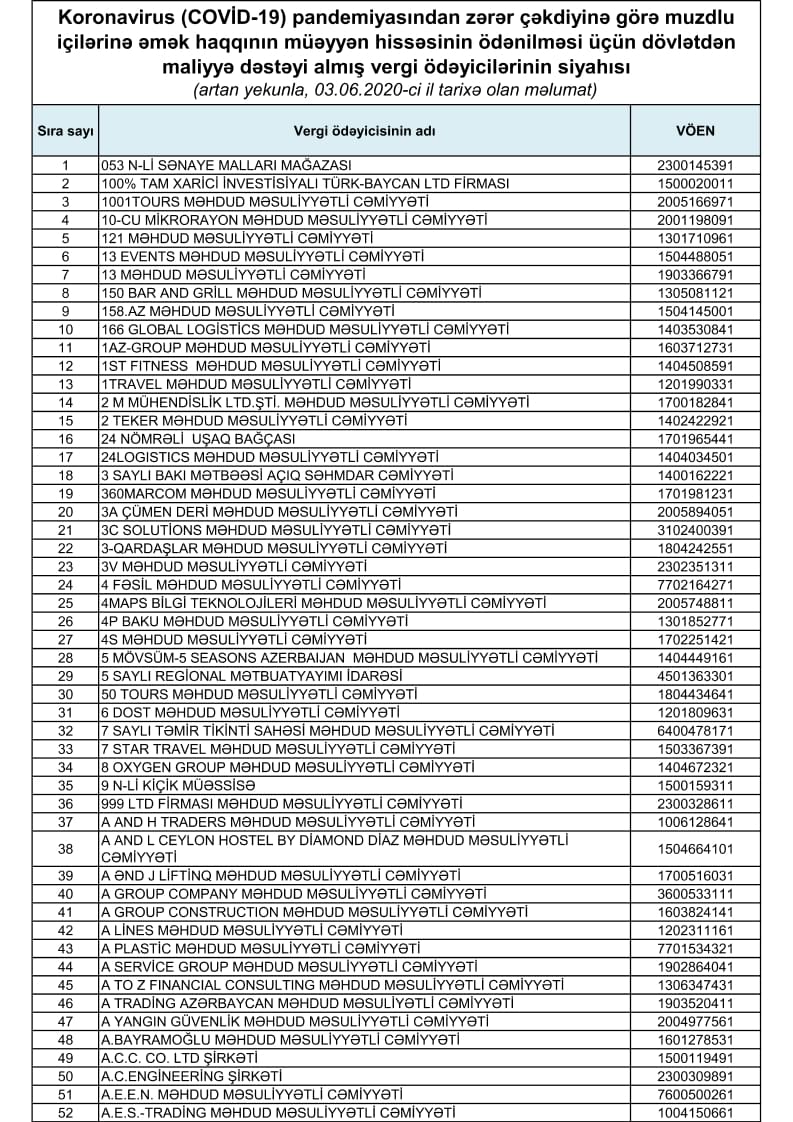 Koronavirus (COVİD-19) pandemiyasından zərər çəkdiyinə görə muzdlu
içilərinə əmək haqqının müəyyən hissəsinin ödənilməsi üçün dövlətdən
maliyyə dəstəyi almış vergi ödəyicilərinin siyahısı
(artan yekunla, 03.06.2020-ci il tarixə olan məlumat)
Sıra sayı Vergi ödəyicisinin adı VÖEN
1 053 N-Lİ SƏNAYE MALLARI MAĞAZASI 2300145391
2 100% TAM XARİCİ İNVESTİSİYALI TÜRK-BAYCAN LTD FİRMASI 1500020011
3 1001TOURS MƏHDUD MƏSULİYYƏTLİ CƏMİYYƏTİ 2005166971
4 10-CU MİKRORAYON MƏHDUD MƏSULİYYƏTLİ CƏMİYYƏTİ 2001198091
5 121 MƏHDUD MƏSULİYYƏTLİ CƏMİYYƏTİ 1301710961
6 13 EVENTS MƏHDUD MƏSULİYYƏTLİ CƏMİYYƏTİ 1504488051
7 13 MƏHDUD MƏSULİYYƏTLİ CƏMİYYƏTİ 1903366791
8 150 BAR AND GRILL MƏHDUD MƏSULİYYƏTLİ CƏMİYYƏTİ 1305081121
9 158.AZ MƏHDUD MƏSULİYYƏTLİ CƏMİYYƏTİ 1504145001
10 166 GLOBAL LOGİSTİCS MƏHDUD MƏSULİYYƏTLİ CƏMİYYƏTİ 1403530841
11 1AZ-GROUP MƏHDUD MƏSULİYYƏTLİ CƏMİYYƏTİ 1603712731
12 1ST FITNESS  MƏHDUD MƏSULİYYƏTLİ CƏMİYYƏTİ 1404508591
13 1TRAVEL MƏHDUD MƏSULİYYƏTLİ CƏMİYYƏTİ 1201990331
14 2 M MÜHENDİSLİK LTD.ŞTİ. MƏHDUD MƏSULİYYƏTLİ CƏMİYYƏTİ 1700182841
15 2 TEKER MƏHDUD MƏSULİYYƏTLİ CƏMİYYƏTİ 1402422921
16 24 NÖMRƏLİ  UŞAQ BAĞÇASI 1701965441
17 24LOGISTICS MƏHDUD MƏSULİYYƏTLİ CƏMİYYƏTİ 1404034501
18 3 SAYLI BAKI MƏTBƏƏSİ AÇIQ SƏHMDAR CƏMİYYƏTİ 1400162221
19 360MARCOM MƏHDUD MƏSULİYYƏTLİ CƏMİYYƏTİ 1701981231
20 3A ÇÜMEN DERİ MƏHDUD MƏSULİYYƏTLİ CƏMİYYƏTİ 2005894051
21 3C SOLUTİONS MƏHDUD MƏSULİYYƏTLİ CƏMİYYƏTİ 3102400391
22 3-QARDAŞLAR MƏHDUD MƏSULİYYƏTLİ CƏMİYYƏTİ 1804242551
23 3V MƏHDUD MƏSULİYYƏTLİ CƏMİYYƏTİ 2302351311
24 4 FƏSİL MƏHDUD MƏSULİYYƏTLİ CƏMİYYƏTİ 7702164271
25 4MAPS BİLGİ TEKNOLOJİLERİ MƏHDUD MƏSULİYYƏTLİ CƏMİYYƏTİ 2005748811
26 4P BAKU MƏHDUD MƏSULİYYƏTLİ CƏMİYYƏTİ 1301852771
27 4S MƏHDUD MƏSULİYYƏTLİ CƏMİYYƏTİ 1702251421
28 5 MÖVSÜM-5 SEASONS AZERBAIJAN  MƏHDUD MƏSULİYYƏTLİ CƏMİYYƏTİ 1404449161
29 5 SAYLI REGİONAL MƏTBUATYAYIMI İDARƏSİ 4501363301
30 50 TOURS MƏHDUD MƏSULİYYƏTLİ CƏMİYYƏTİ 1804434641
31 6 DOST MƏHDUD MƏSULİYYƏTLİ CƏMİYYƏTİ 1201809631
32 7 SAYLI TƏMİR TİKİNTİ SAHƏSİ MƏHDUD MƏSULİYYƏTLİ CƏMİYYƏTİ 6400478171
33 7 STAR TRAVEL MƏHDUD MƏSULİYYƏTLİ CƏMİYYƏTİ 1503367391
34 8 OXYGEN GROUP MƏHDUD MƏSULİYYƏTLİ CƏMİYYƏTİ 1404672321
35 9 N-Lİ KİÇİK MÜƏSSİSƏ 1500159311
36 999 LTD FİRMASI MƏHDUD MƏSULİYYƏTLİ CƏMİYYƏTİ 2300328611
37 A AND H TRADERS MƏHDUD MƏSULİYYƏTLİ CƏMİYYƏTİ 1006128641
38 A AND L CEYLON HOSTEL BY DİAMOND DİAZ MƏHDUD MƏSULİYYƏTLİ
CƏMİYYƏTİ 1504664101
39 A ƏND J LİFTİNQ MƏHDUD MƏSULİYYƏTLİ CƏMİYYƏTİ 1700516031
40 A GROUP COMPANY MƏHDUD MƏSULİYYƏTLİ CƏMİYYƏTİ 3600533111
41 A GROUP CONSTRUCTION MƏHDUD MƏSULİYYƏTLİ CƏMİYYƏTİ 1603824141
42 A LİNES MƏHDUD MƏSULİYYƏTLİ CƏMİYYƏTİ 1202311161
43 A PLASTİC MƏHDUD MƏSULİYYƏTLİ CƏMİYYƏTİ 7701534321
44 A SERVİCE GROUP MƏHDUD MƏSULİYYƏTLİ CƏMİYYƏTİ 1902864041
45 A TO Z FINANCIAL CONSULTING MƏHDUD MƏSULİYYƏTLİ CƏMİYYƏTİ 1306347431
46 A TRADİNG AZƏRBAYCAN MƏHDUD MƏSULİYƏTLİ CƏMİYYƏTİ 1903520411
47 A YANGIN GÜVENLİK MƏHDUD MƏSULİYYƏTLİ CƏMİYYƏTİ 2004977561
48 A.BAYRAMOĞLU MƏHDUD MƏSULİYYƏTLİ CƏMİYYƏTİ 1601278531
49 A.C.C. CO. LTD ŞİRKƏTİ 1500119491
50 A.C.ENGİNEERİNG ŞİRKƏTİ 2300309891
51 A.E.E.N. MƏHDUD MƏSULİYYƏTLİ CƏMİYYƏTİ 7600500261
52 A.E.S.-TRADİNG MƏHDUD MƏSULİYYƏTLİ CƏMİYYƏTİ 1004150661